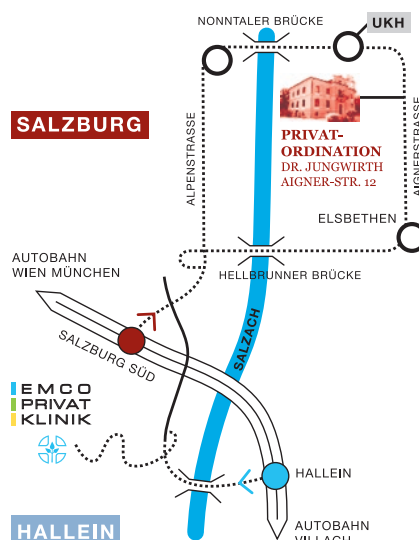 NONNTALER BRÜCKE
UKH
SALZBURG
ALPENSTRASSE
PRIVAT-
ORDINATION
DR. JUNGWIRTH
AIGNER-STR. 12
AIGNERSTRASSE
ELSBETHEN
AUTOBAHN
WIEN MÜNCHEN
HELLBRUNNER BRÜCKE
SALZBURG SÜD
SALZACH
EMCO
PRIVAT
KLINIK
HALLEIN
HALLEIN
AUTOBAHN
VILLACH